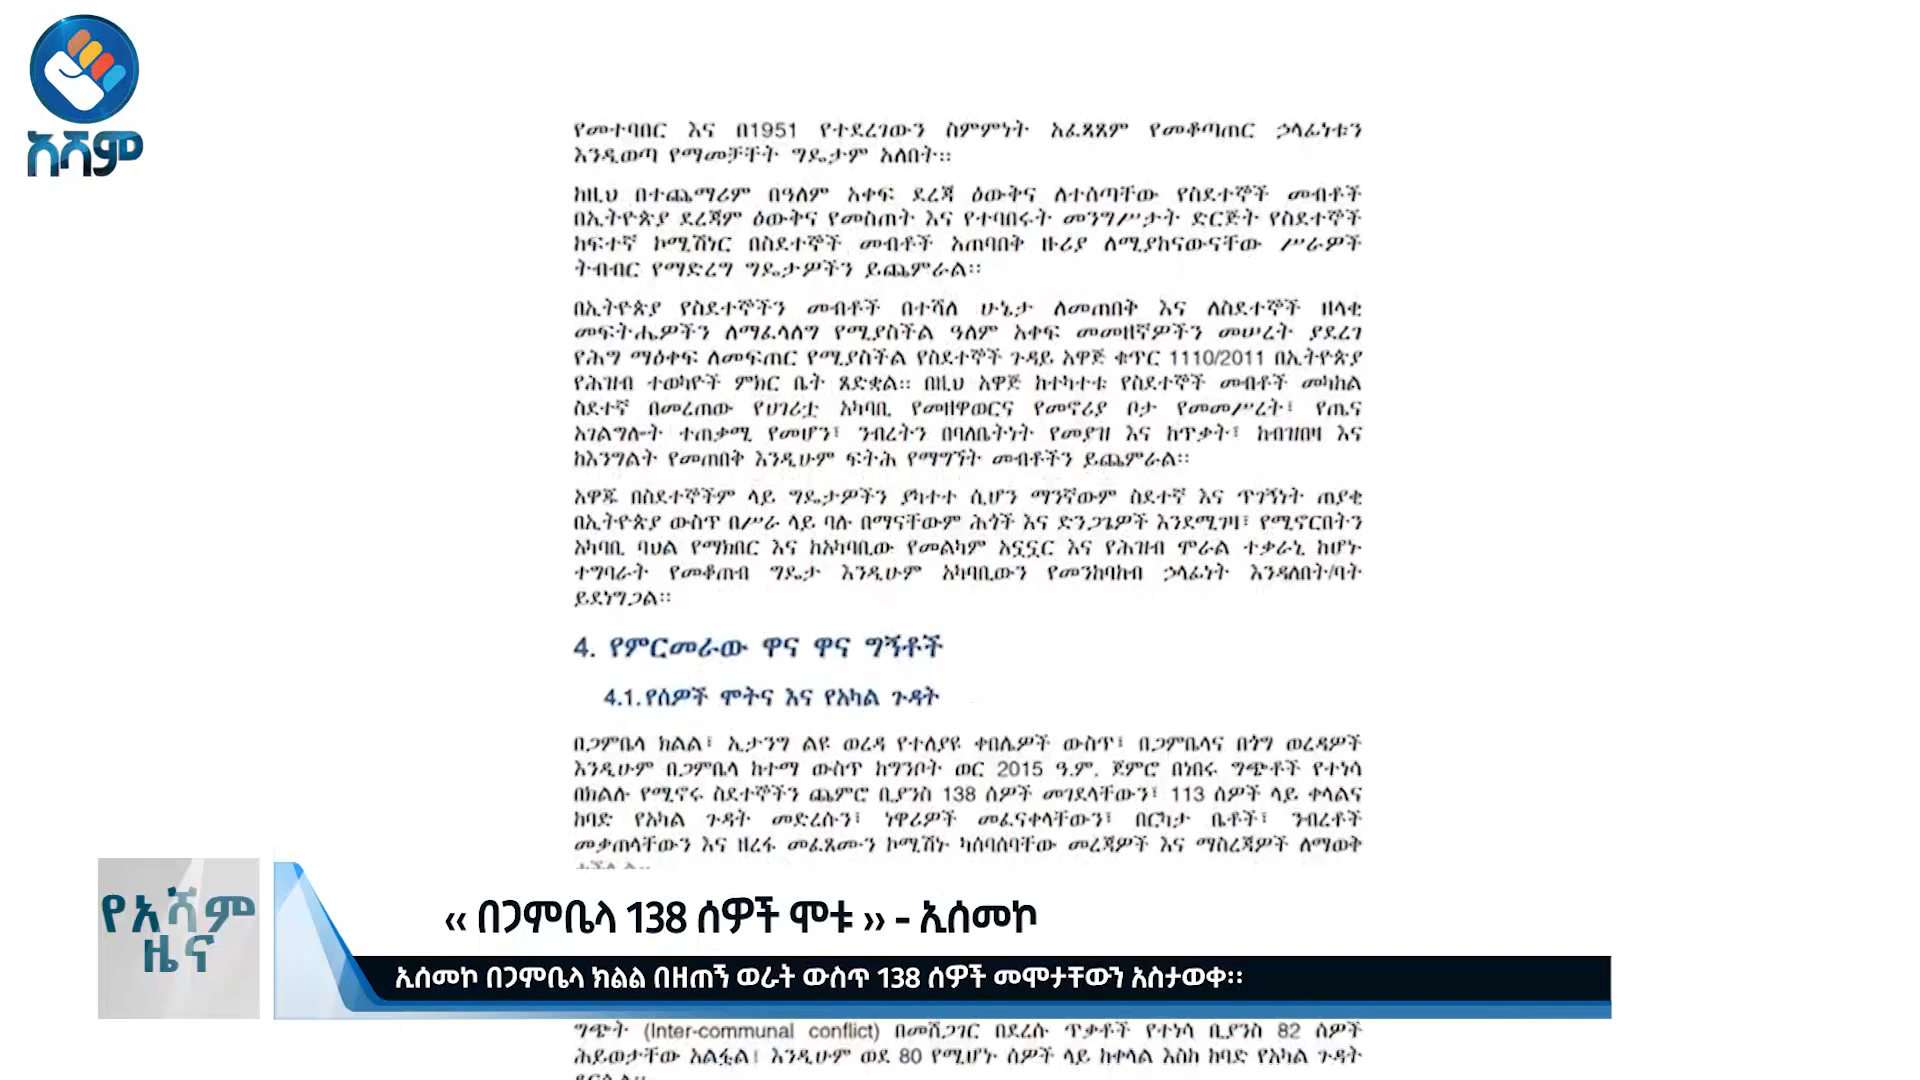 አሻም
የመተባበር እና በ1951 የተደረገውን ስምምነት አፈጻጸም የመቆጣጠር ኃላፊነቱን
እንዲወጣ የማመቻቸት ግዴታም አለበት።
ከዚህ በተጨማሪም በዓለም አቀፍ ደረጃ ዕውቅና ለተሰጣቸው የስደተኞች መብቶች
በኢትዮጵያ ደረጃም ዕውቅና የመስጠት እና የተባበሩት መንግሥታት ድርጅት የስደተኞች
ከፍተኛ ኮሚሽነር በስደተኞች መብቶች አጠባበቅ ዙሪያ ለሚያከናውናቸው ሥራዎች
ትብብር የማድረግ ግዴታዎችን ይጨምራል።
በኢትዮጵያ የስደተኞችን መብቶች በተሻለ ሁኔታ ለመጠበቅ እና ለስደተኞች ዘላቂ
መፍትሔዎችን ለማፈላለግ የሚያስችል ዓለም አቀፍ መመዘኛዎችን መሠረት ያደረገ
የሕግ ማዕቀፍ ለመፍጠር የሚያስችል የስደተኞች ጉዳይ አዋጅ ቁጥር 1110/2011 በኢትዮጵያ
የሕዝብ ተወካዮች ምክር ቤት ጸድቋል። በዚህ አዋጅ ከተካተቱ የስደተኞች መብቶች መካከል
ስደተኛ በመረጠው የሀገሪቷ አካባቢ የመዘዋወርና የመኖሪያ ቦታ የመመሥረት፣ የጤና
አገልግሎት ተጠቃሚ የመሆን፣ ንብረትን በባለቤትነት የመያዝ እና ከጥቃት፣ ከብዝበዛ እና
ከእንግልት የመጠበቅ እንዲሁም ፍትሕ የማግኘት መብቶችን ይጨምራል።
አዋጁ በስደተኞችም ላይ ግዴታዎችን ያካተተ ሲሆን ማንኛውም ስደተኛ እና ጥገኝነት ጠያቂ
በኢትዮጵያ ውስጥ በሥራ ላይ ባሉ በማናቸውም ሕጎች እና ድንጋጌዎች እንደሚገዛ፣ የሚኖርበትን
አካባቢ ባህል የማክበር እና ከአካባቢው የመልካም አኗኗር እና የሕዝብ ሞራል ተቃራኒ ከሆኑ
ተግባራት የመቆጠብ ግዴታ እንዲሁም አካባቢውን የመንከባከብ ኃላፊነት እንዳለበት/ባት
ይደነግጋል።
4. የምርመራው ዋና ዋና ግኝቶች
4.1. የሰዎች ሞትና እና የአካል ጉዳት
በጋምቤላ ክልል፣ ኢታንግ ልዩ ወረዳ የተለያዩ ቀበሌዎች ውስጥ፣ በጋምቤላና በጎግ ወረዳዎች
እንዲሁም በጋምቤላ ከተማ ውስጥ ከግንቦት ወር 2015 ዓ.ም. ጀምሮ በነበሩ ግጭቶች የተነሳ
በክልሉ የሚኖሩ ስደተኞችን ጨምሮ ቢያንስ 138 ሰዎች መገደላቸውን፣ 113 ሰዎች ላይ ቀላልና
ከባድ የአካል ጉዳት መድረሱን፣ ነዋሪዎች መፈናቀላቸውን፣ በርካታ ቤቶች፣ ንብረቶች
መቃጠላቸውን እና ዘረፋ መፈጸሙን ኮሚሽኑ ካሰባሰባቸው መረጃዎች እና ማስረጃዎች ለማወቅ
የአሻም
ዜና
‹‹ በጋምቤላ 138 ሰዎች ሞቱ ›› - ኢሰመኮ
ኢሰመኮ በጋምቤላ ክልል በዘጠኝ ወራት ውስጥ 138 ሰዎች መሞታቸውን አስታወቀ።
ግጭት (Inter-communal conflict) በመሸጋገር በደረሱ ጥቃቶች የተነሳ ቢያንስ 82 ሰዎች
ሕይወታቸው አልፏል፣ እንዲሁም ወደ 80 የሚሆኑ ሰዎች ላይ ከቀላል እስከ ከባድ የአካል ጉዳት